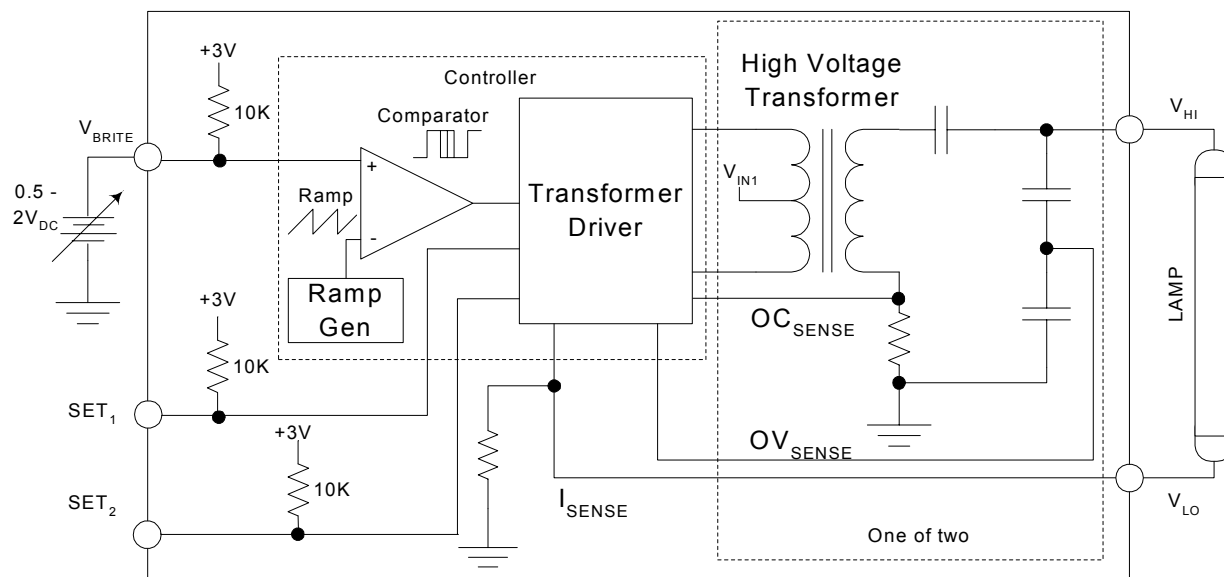 +3V
10K
Controller
High Voltage
Transformer
Comparator
V_BRITE
V_HI
+
Ramp
-
0.5 -
2V_DC
Transformer
Driver
V_IN1
Ramp
Gen
+3V
10K
OC_SENSE
LAMP
SET_1
+3V
10K
OV_SENSE
SET_2
I_SENSE
V_LO
One of two